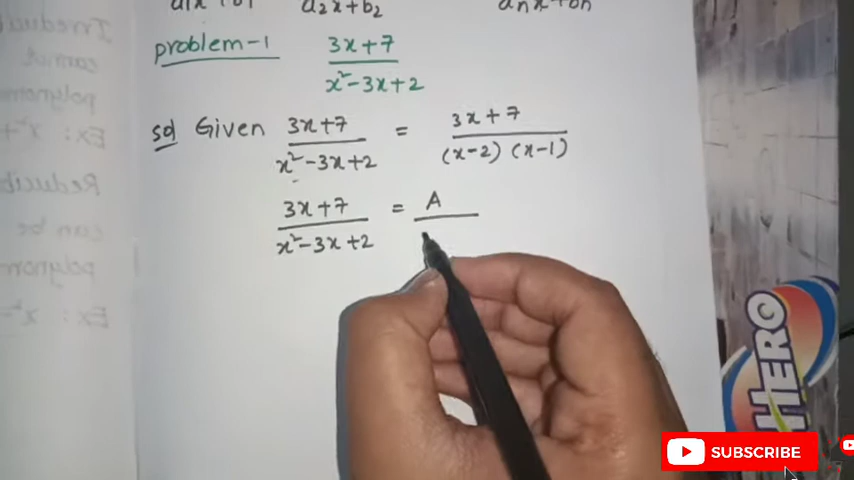 a₂x+b₂
problem-1 3x+7 / x²-3x+2
sol Given 3x+7 / x²-3x+2 = 3x+7 / (x-2) (x-1)
3x+7 / x²-3x+2 = A
HERO
SUBSCRIBE